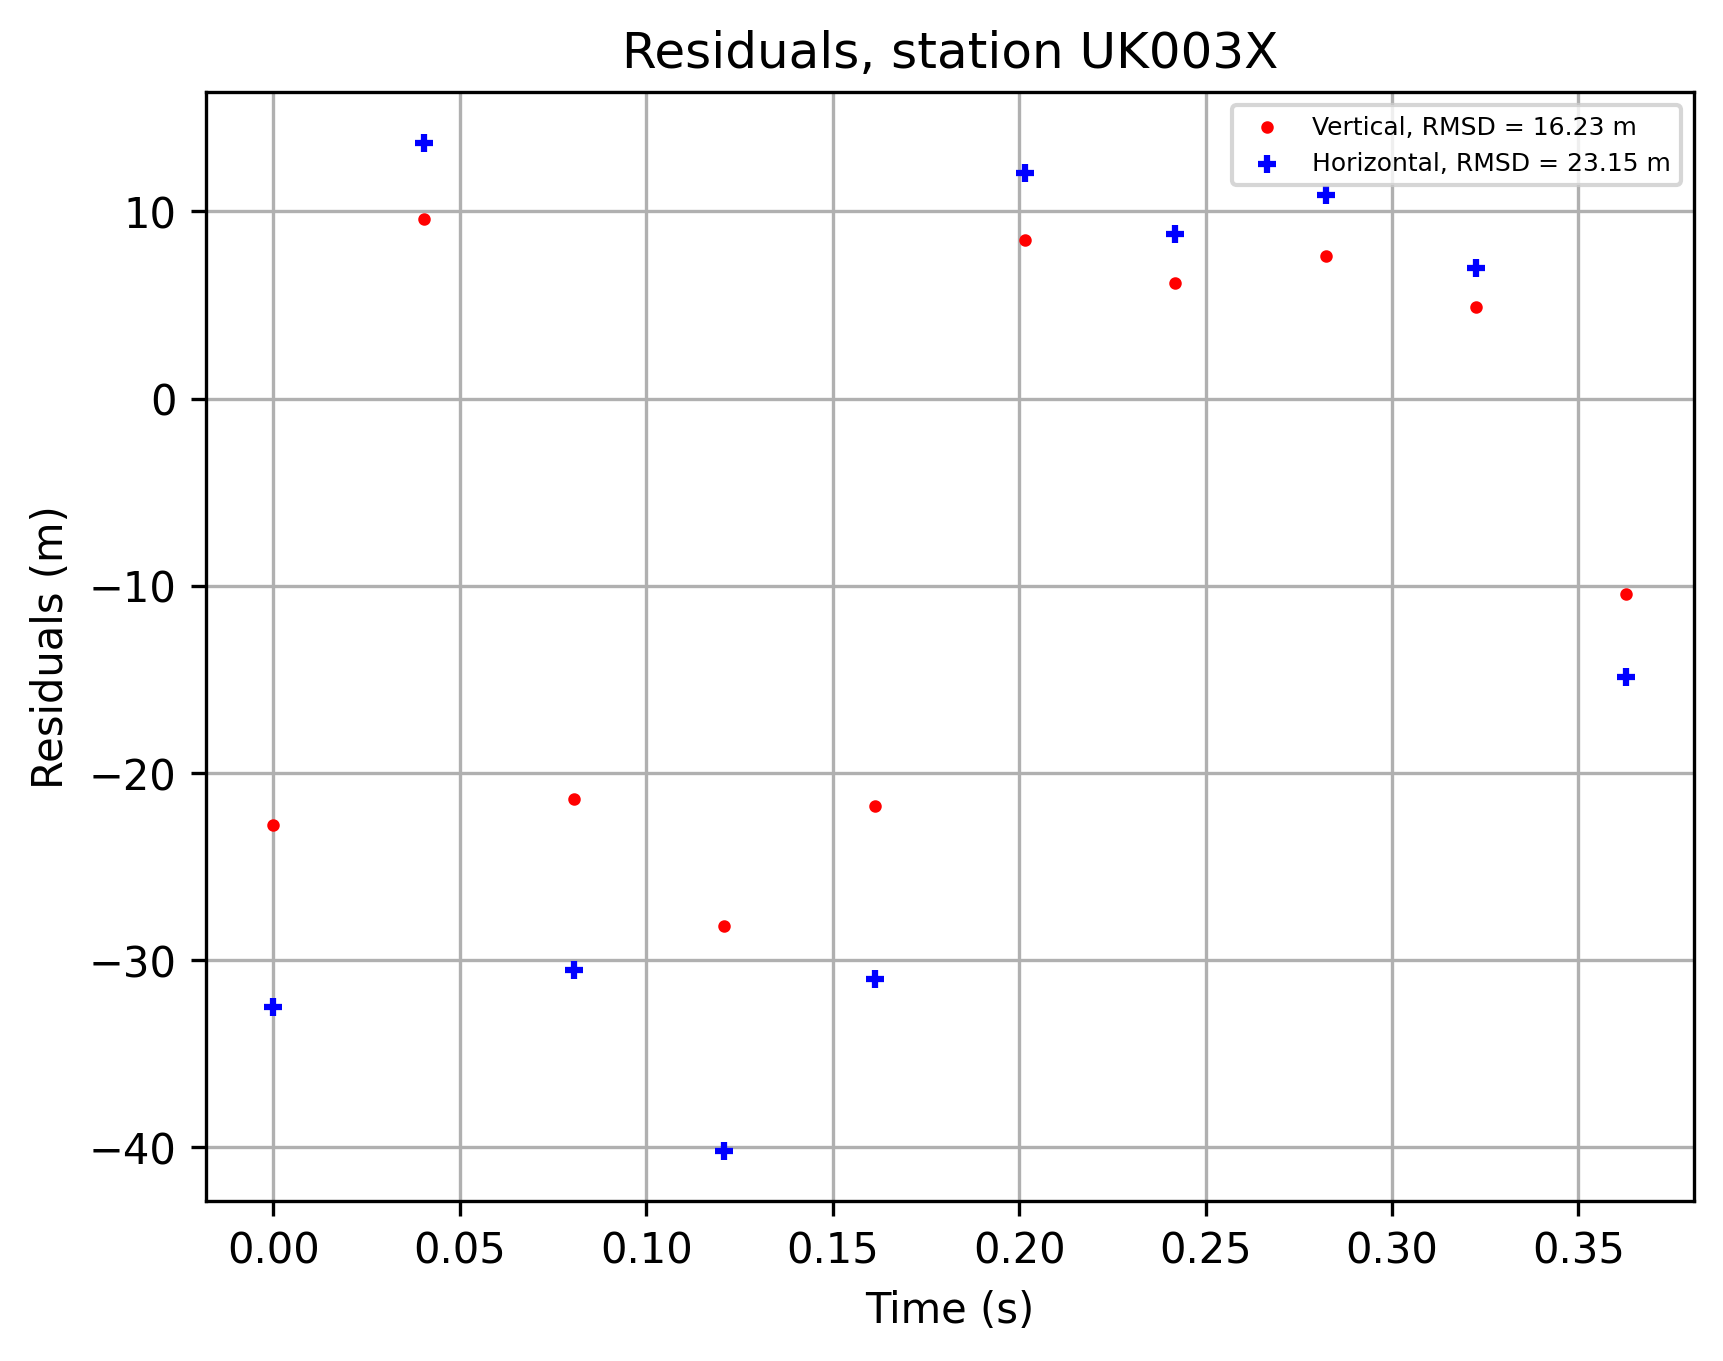 Residuals, station UK003X
Vertical, RMSD = 16.23 m
Horizontal, RMSD = 23.15 m
Residuals (m)
10
0
−10
−20
−30
−40
0.00 0.05 0.10 0.15 0.20 0.25 0.30 0.35
Time (s)